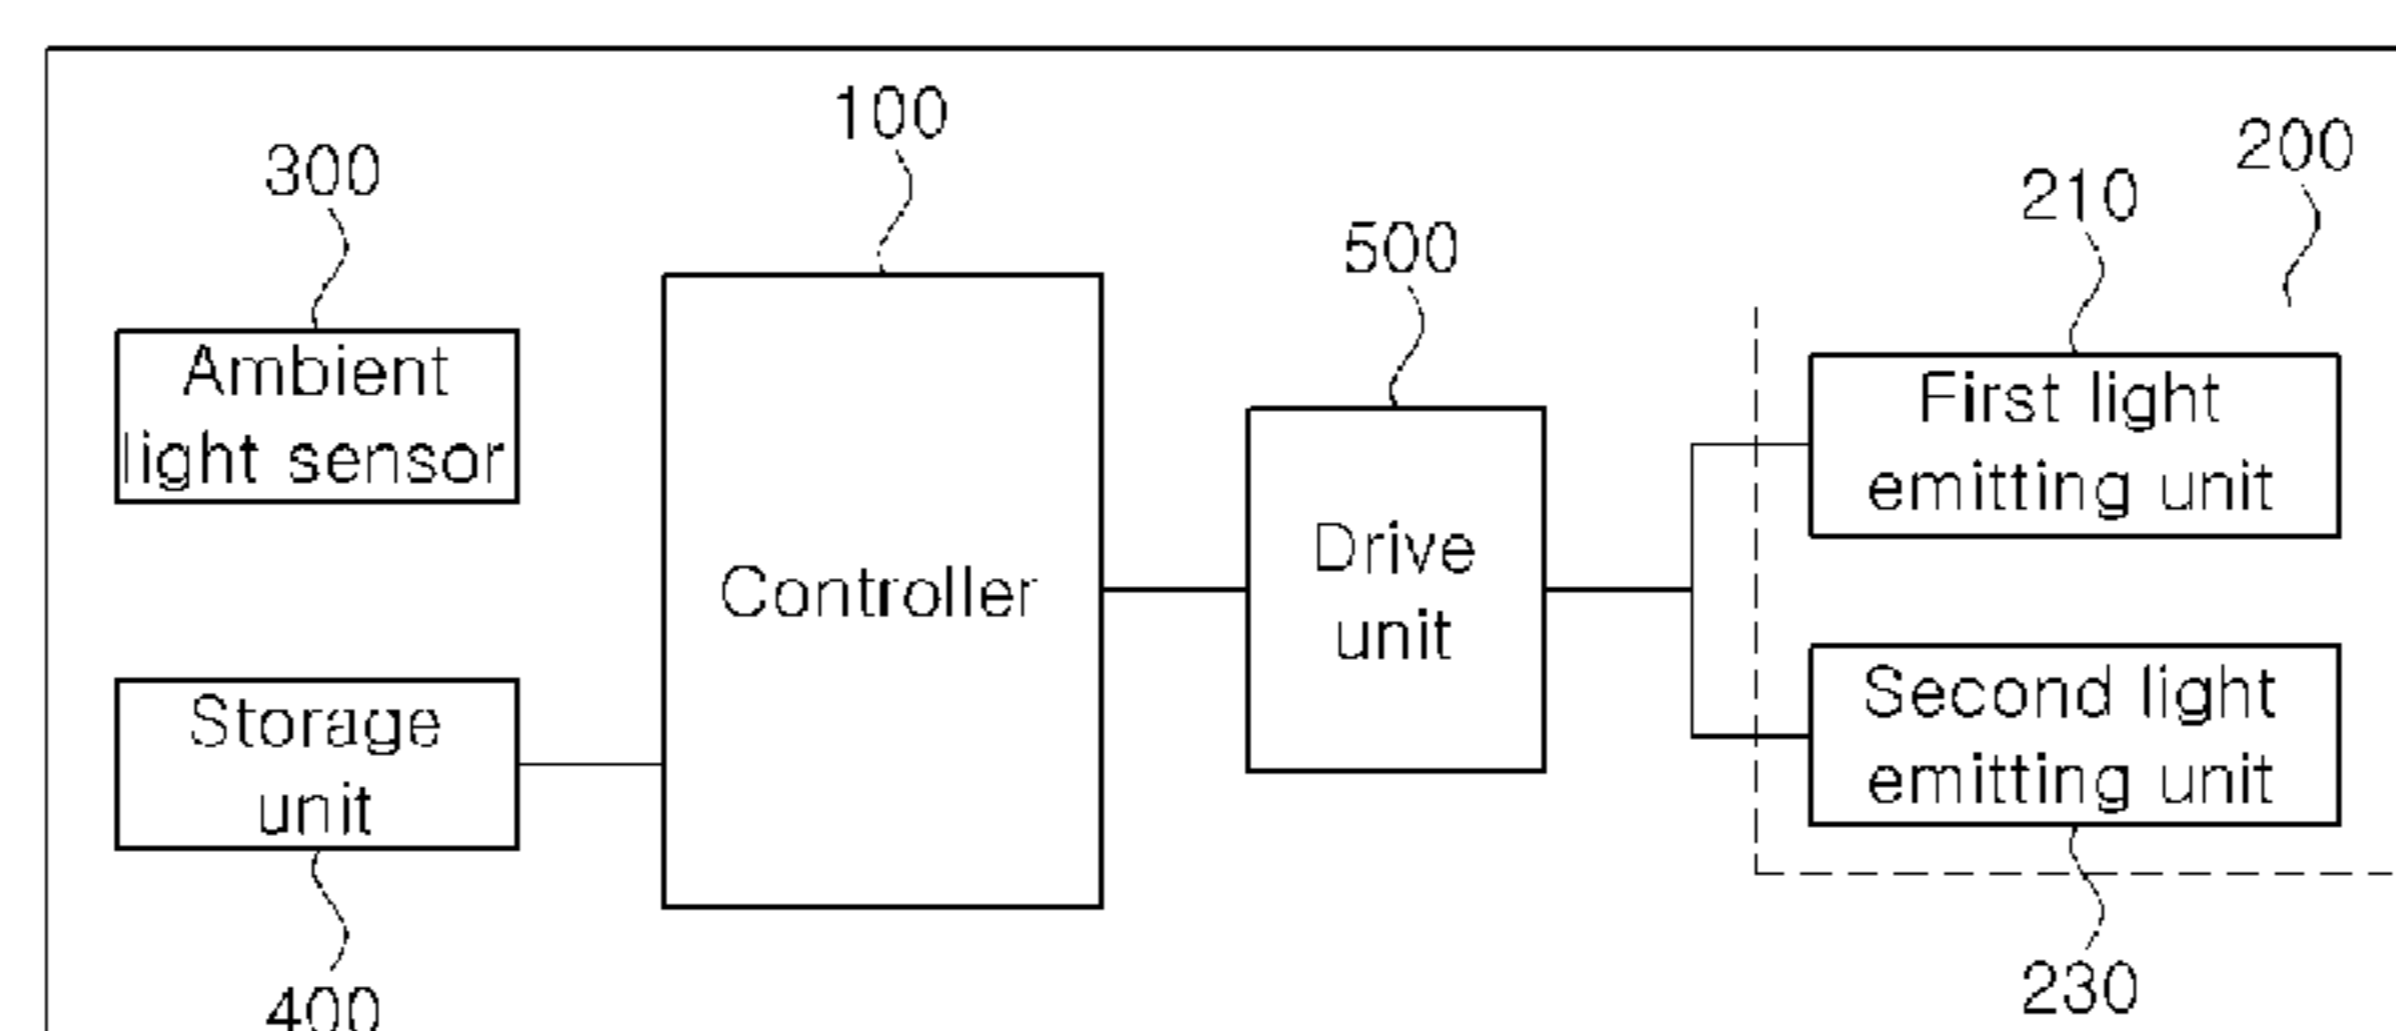 100
300
200
210
500
Ambient
light sensor
First light
emitting unit
Controller
Drive
unit
Storage
unit
Second light
emitting unit
400
230